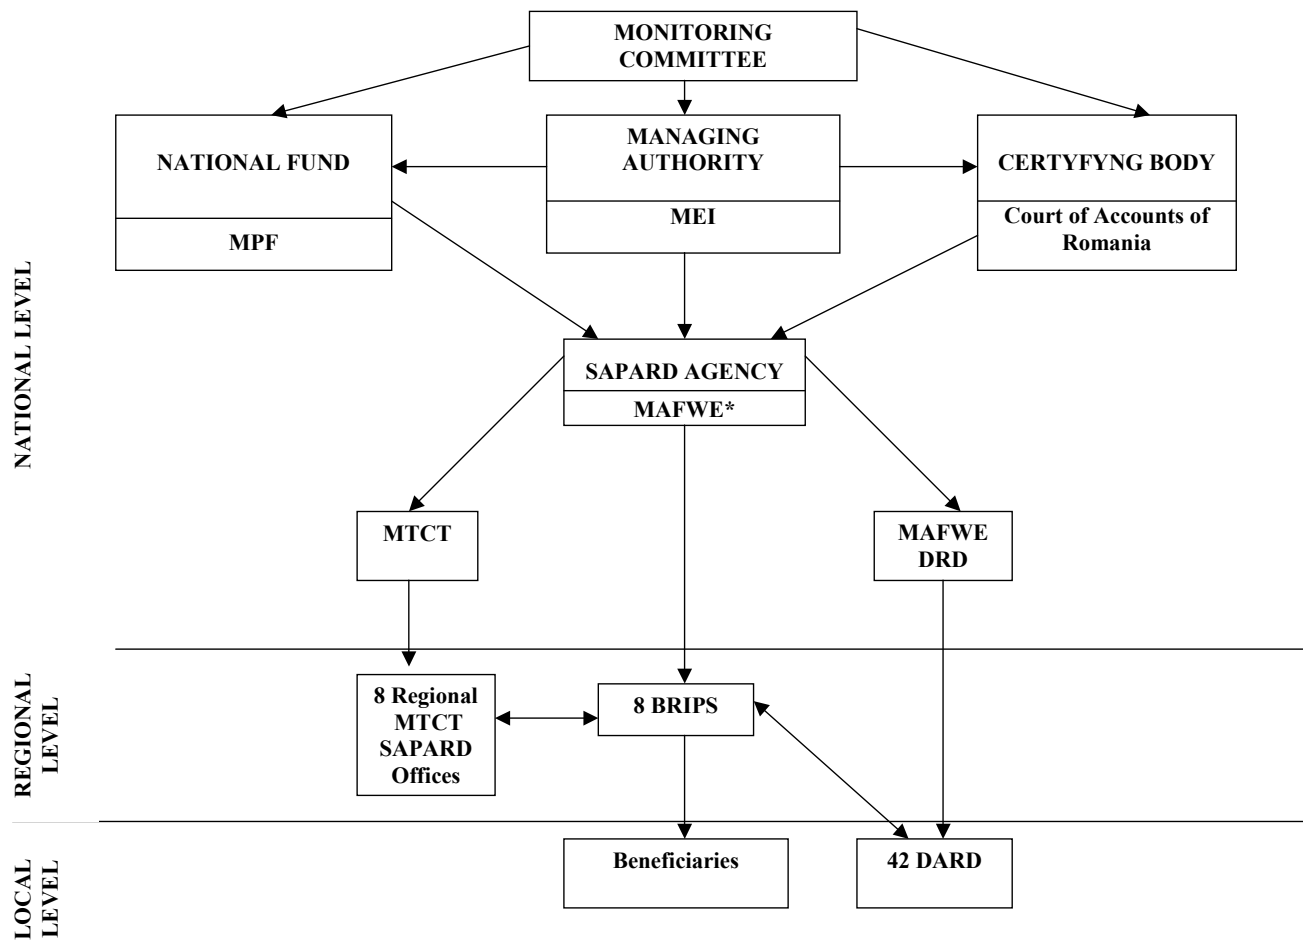 MONITORING
COMMITTEE
NATIONAL FUND
MPF
MANAGING
AUTHORITY
MEI
CERTYFYNG BODY
Court of Accounts of
Romania
NATIONAL LEVEL
SAPARD AGENCY
MAFWE*
MTCT
MAFWE
DRD
REGIONAL
LEVEL
8 Regional
MTCT
SAPARD
Offices
8 BRIPS
LOCAL
LEVEL
Beneficiaries
42 DARD